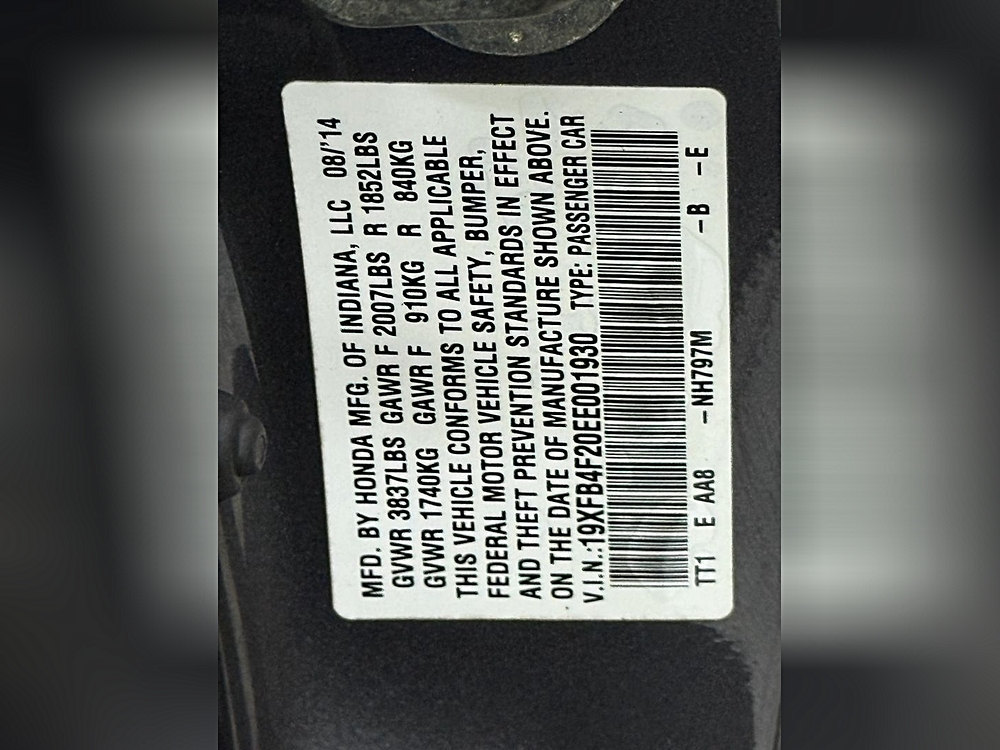 MFD. BY HONDA MFG. OF INDIANA, LLC 08/'14
GVWR 3837LBS GAWR F 2007LBS R 1852LBS
GVWR 1740KG GAWR F 910KG R 840KG
THIS VEHICLE CONFORMS TO ALL APPLICABLE
FEDERAL MOTOR VEHICLE SAFETY, BUMPER,
AND THEFT PREVENTION STANDARDS IN EFFECT
ON THE DATE OF MANUFACTURE SHOWN ABOVE.
V.I.N.:19XFB4F20EE001930 TYPE: PASSENGER CAR
TT1 E AA8 -NH797M -B -E